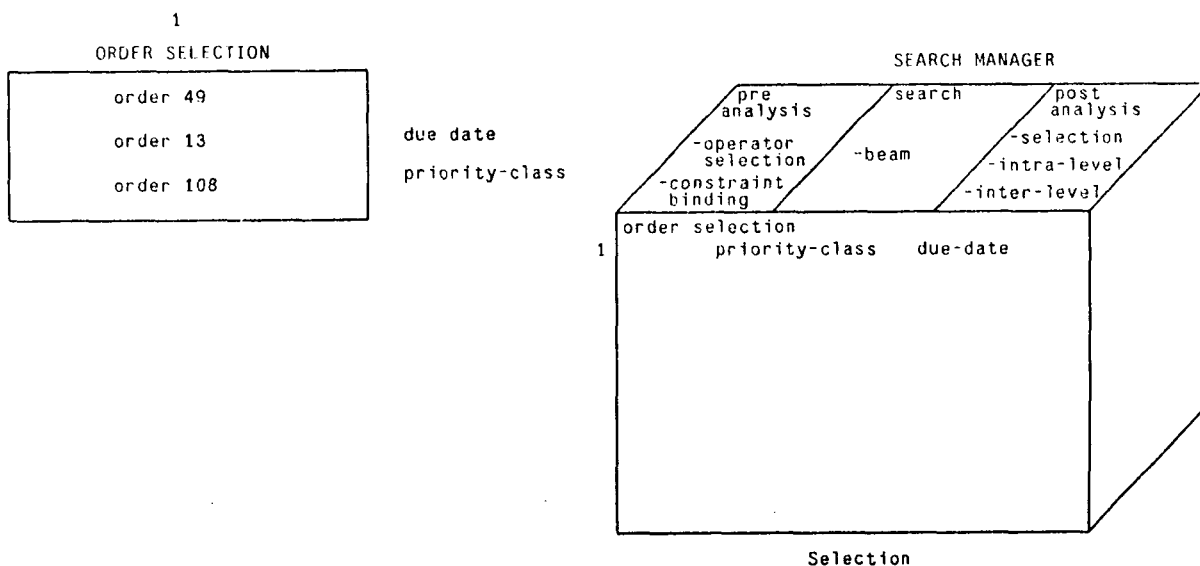 1
ORDER SELECTION
order 49
order 13
order 108
due date
priority-class
SEARCH MANAGER
pre
analysis
-operator
selection
-constraint
binding
search
-beam
post
analysis
-selection
-intra-level
-inter-level
order selection
1 priority-class due-date
Selection